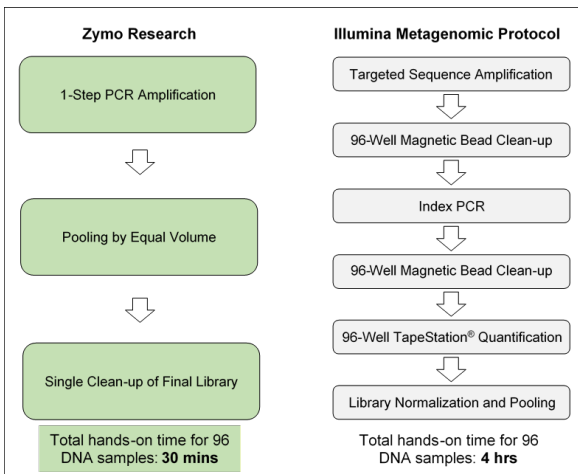 Zymo Research
1-Step PCR Amplification
Pooling by Equal Volume
Single Clean-up of Final Library
Total hands-on time for 96
DNA samples: 30 mins
Illumina Metagenomic Protocol
Targeted Sequence Amplification
96-Well Magnetic Bead Clean-up
Index PCR
96-Well Magnetic Bead Clean-up
96-Well TapeStation® Quantification
Library Normalization and Pooling
Total hands-on time for 96
DNA samples: 4 hrs